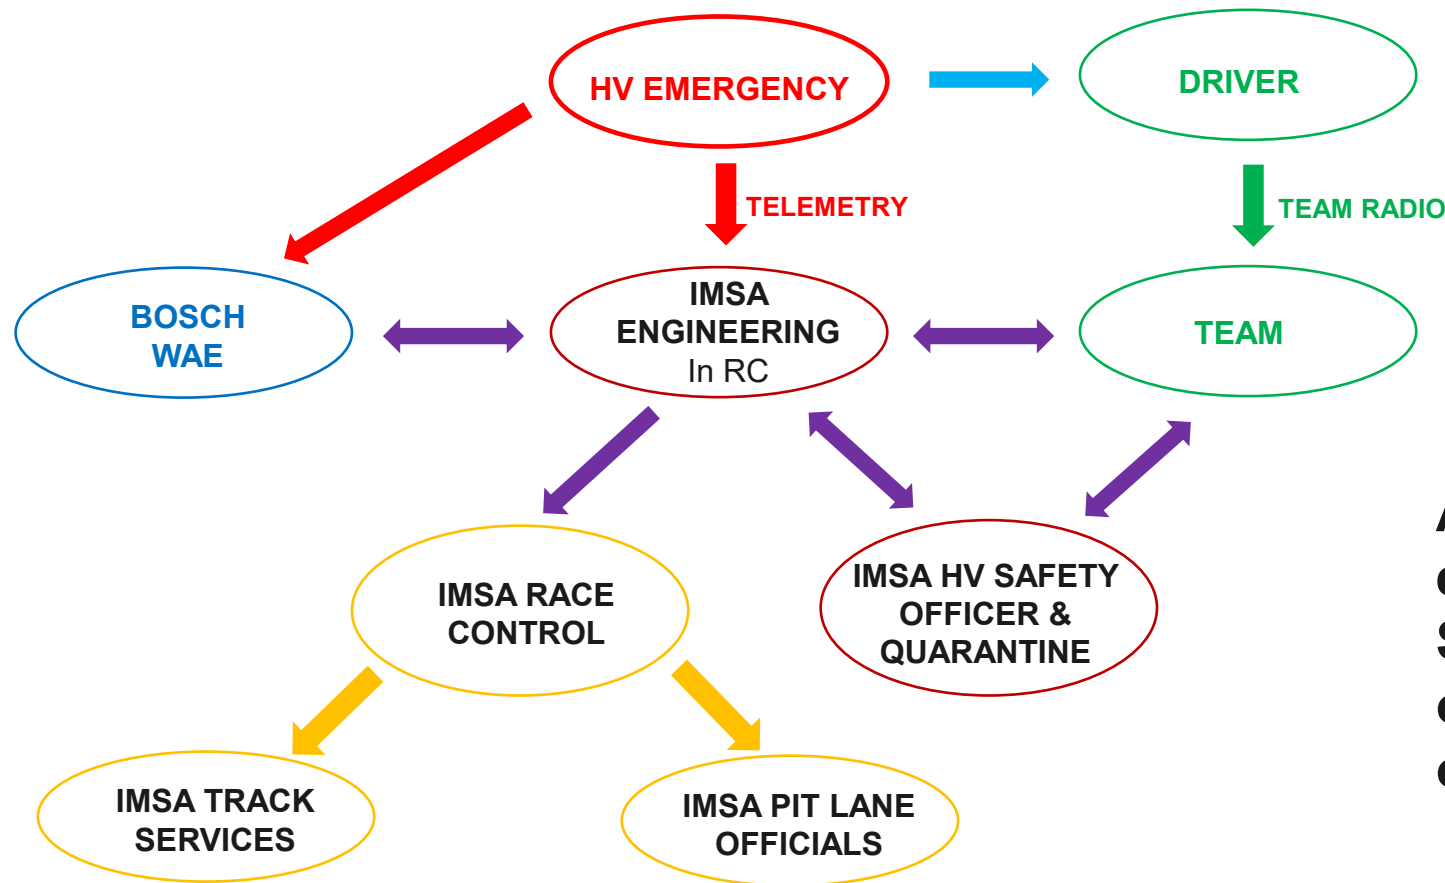 HV EMERGENCY
DRIVER
TELEMETRY
TEAM RADIO
BOSCH
WAE
IMSA
ENGINEERING
In RC
TEAM
IMSA RACE
CONTROL
IMSA HV SAFETY
OFFICER &
QUARANTINE
IMSA TRACK
SERVICES
IMSA PIT LANE
OFFICIALS